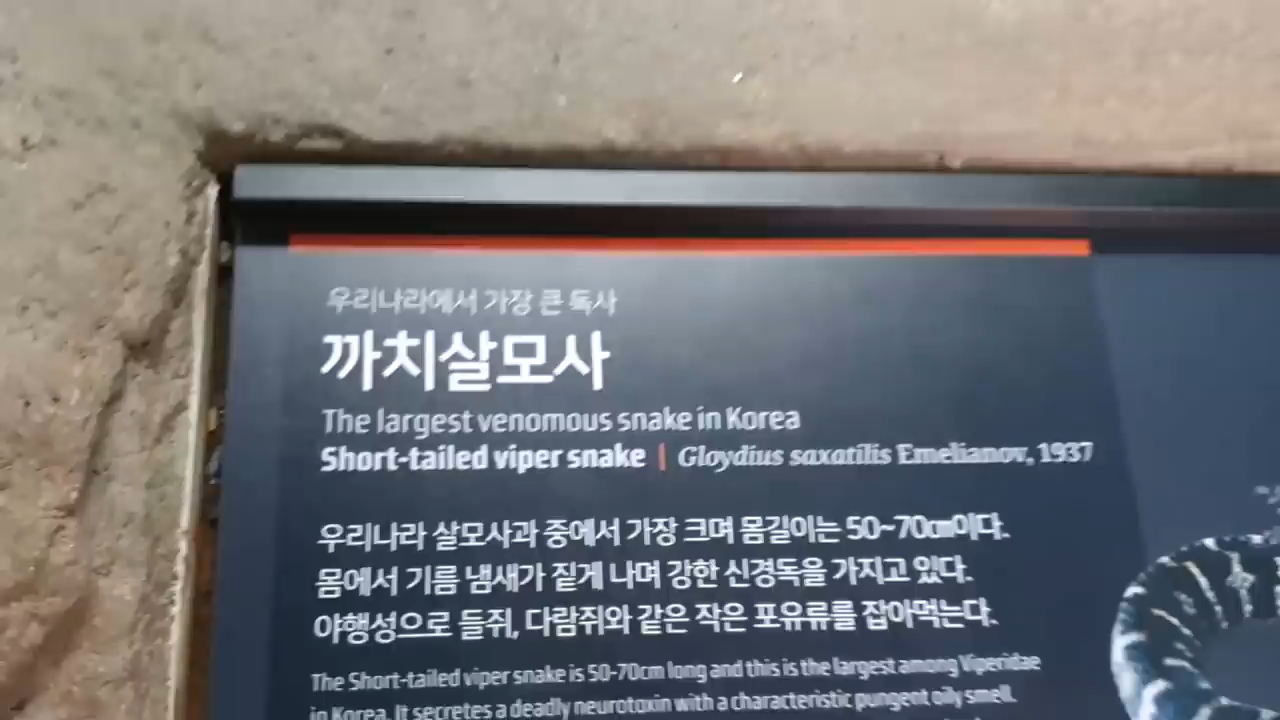 우리나라에서 가장 큰 독사
까치살모사
The largest venomous snake in Korea
Short-tailed viper snake | Gloydius saxatilis Emelianov, 1937
우리나라 살모사과 중에서 가장 크며 몸길이는 50~70㎝이다.
몸에서 기름 냄새가 짙게 나며 강한 신경독을 가지고 있다.
야행성으로 들쥐, 다람쥐와 같은 작은 포유류를 잡아먹는다.
The Short-tailed viper snake is 50-70cm long and this is the largest among Viperidae
in Korea. It secretes a deadly neurotoxin with a characteristic pungent oily smell.